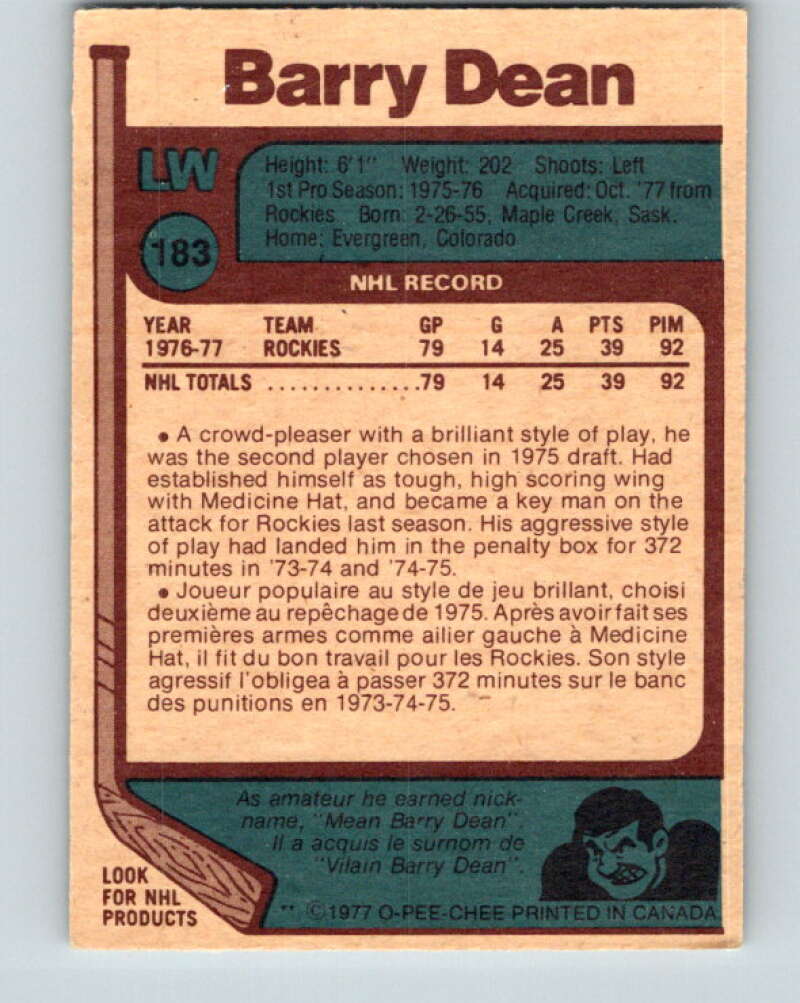 Barry Dean
LW
183
Height: 6'1" Weight: 202 Shoots: Left
1st Pro Season: 1975-76 Acquired: Oct. '77 from
Rockies Born: 2-26-55, Maple Creek, Sask.
Home: Evergreen, Colorado
NHL RECORD
YEAR TEAM GP G A PTS PIM
1976-77 ROCKIES 79 14 25 39 92
NHL TOTALS ..............79 14 25 39 92
• A crowd-pleaser with a brilliant style of play, he
was the second player chosen in 1975 draft. Had
established himself as tough, high scoring wing
with Medicine Hat, and became a key man on the
attack for Rockies last season. His aggressive style
of play had landed him in the penalty box for 372
minutes in '73-74 and '74-75.
• Joueur populaire au style de jeu brillant, choisi
deuxième au repêchage de 1975. Après avoir fait ses
premières armes comme ailier gauche à Medicine
Hat, il fit du bon travail pour les Rockies. Son style
agressif l'obligea à passer 372 minutes sur le banc
des punitions en 1973-74-75.
As amateur he earned nick-
name, "Mean Barry Dean".
Il a acquis le surnom de
"Vilain Barry Dean".
LOOK
FOR NHL
PRODUCTS
** ©1977 O-PEE-CHEE PRINTED IN CANADA